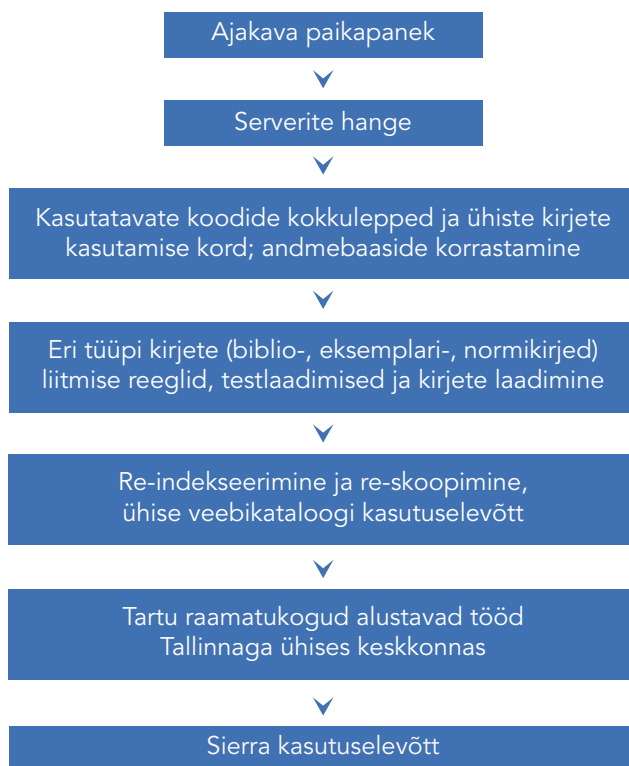 Ajakava paikapanek
Serverite hange
Kasutatavate koodide kokkulepped ja ühiste kirjete
kasutamise kord; andmebaaside korrastamine
Eri tüüpi kirjete (biblio-, eksemplari-, normikirjed)
liitmise reeglid, testlaadimised ja kirjete laadimine
Re-indekseerimine ja re-skoopimine,
ühise veebikataloogi kasutuselevõtt
Tartu raamatukogud alustavad tööd
Tallinnaga ühises keskkonnas
Sierra kasutuselevõtt